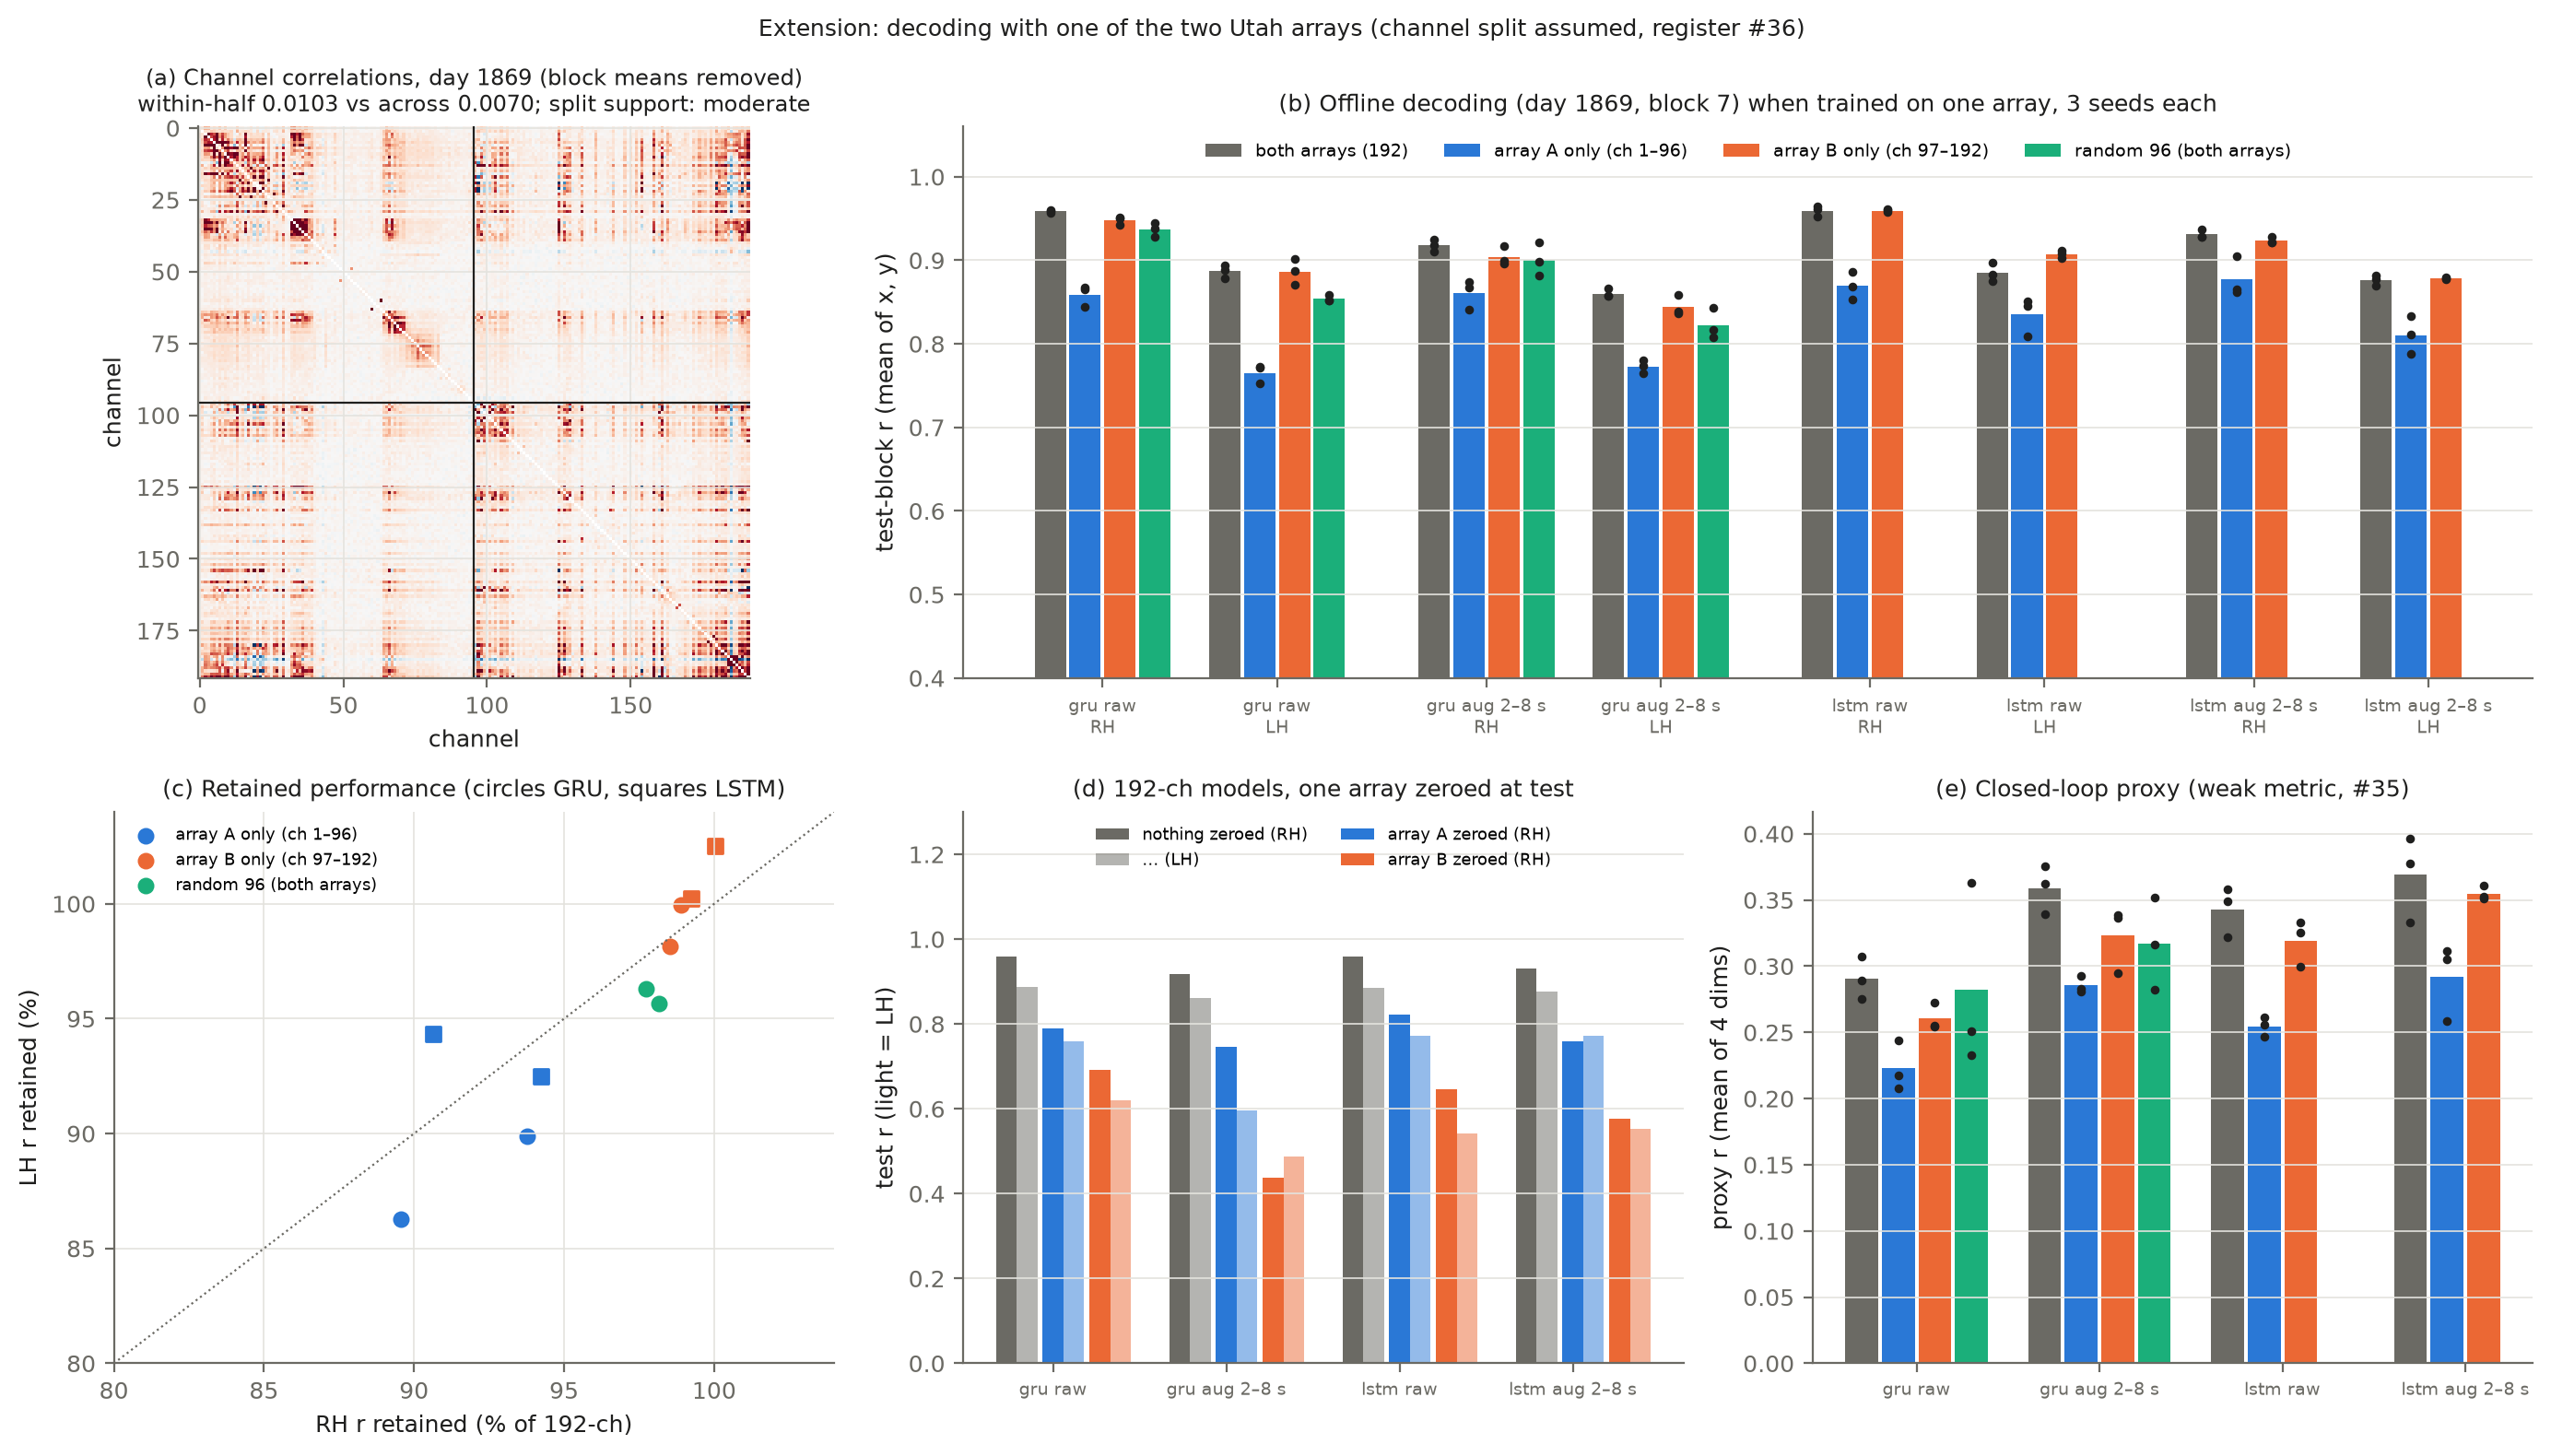 Extension: decoding with one of the two Utah arrays (channel split assumed, register #36)
(a) Channel correlations, day 1869 (block means removed)
within-half 0.0103 vs across 0.0070; split support: moderate
0
25
50
75
100
125
150
175
channel
0
50
100
150
channel
(b) Offline decoding (day 1869, block 7) when trained on one array, 3 seeds each
both arrays (192)
array A only (ch 1–96)
array B only (ch 97–192)
random 96 (both arrays)
1.0
0.9
0.8
0.7
0.6
0.5
0.4
test-block r (mean of x, y)
gru raw
RH
gru raw
LH
gru aug 2–8 s
RH
gru aug 2–8 s
LH
lstm raw
RH
lstm raw
LH
lstm aug 2–8 s
RH
lstm aug 2–8 s
LH
(c) Retained performance (circles GRU, squares LSTM)
array A only (ch 1–96)
array B only (ch 97–192)
random 96 (both arrays)
100
95
90
85
80
LH r retained (%)
80
85
90
95
100
RH r retained (% of 192-ch)
(d) 192-ch models, one array zeroed at test
nothing zeroed (RH)
... (LH)
array A zeroed (RH)
array B zeroed (RH)
1.2
1.0
0.8
0.6
0.4
0.2
0.0
test r (light = LH)
gru raw
gru aug 2–8 s
lstm raw
lstm aug 2–8 s
(e) Closed-loop proxy (weak metric, #35)
0.40
0.35
0.30
0.25
0.20
0.15
0.10
0.05
0.00
proxy r (mean of 4 dims)
gru raw
gru aug 2–8 s
lstm raw
lstm aug 2–8 s